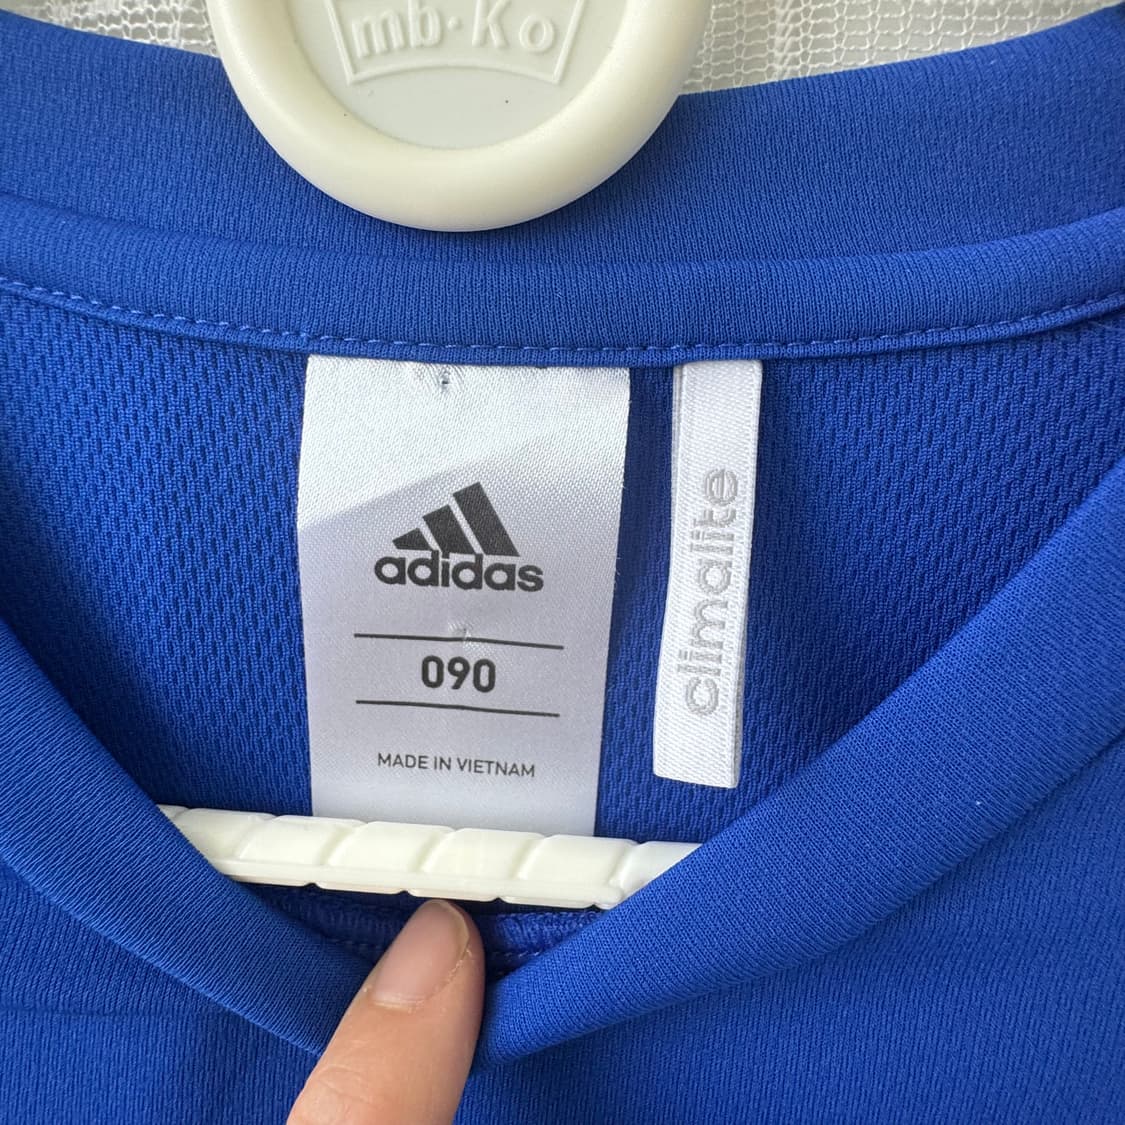 mb·Ko
adidas
090
MADE IN VIETNAM
climalite